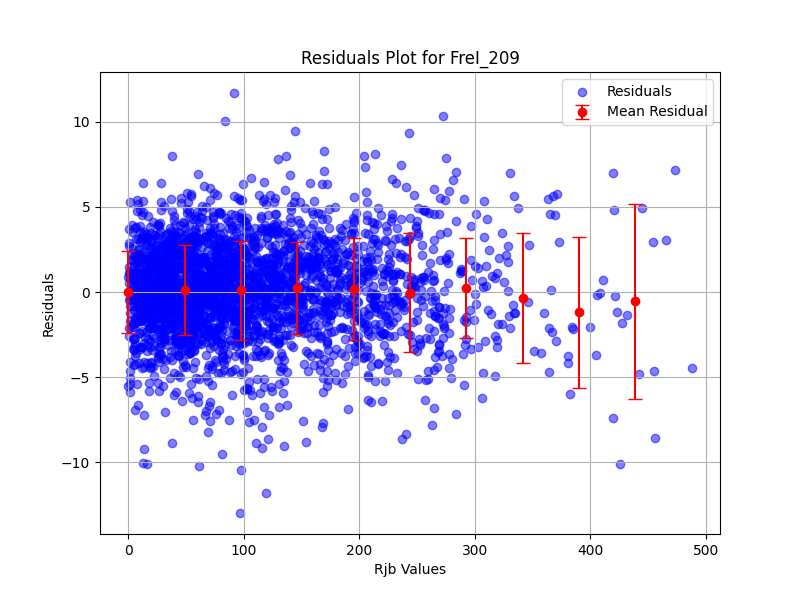 Residuals Plot for FreI_209
Residuals
Mean Residual
10
5
0
−5
−10
Residuals
0
100
200
300
400
500
Rjb Values